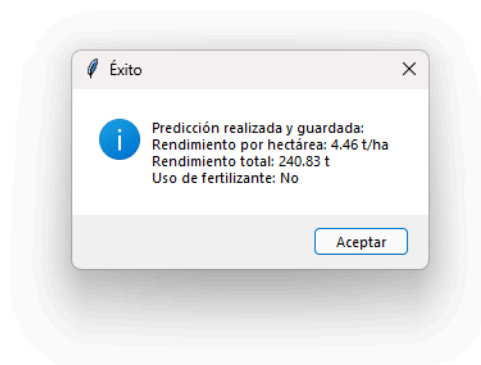 Éxito
Predicción realizada y guardada:
Rendimiento por hectárea: 4.46 t/ha
Rendimiento total: 240.83 t
Uso de fertilizante: No
Aceptar